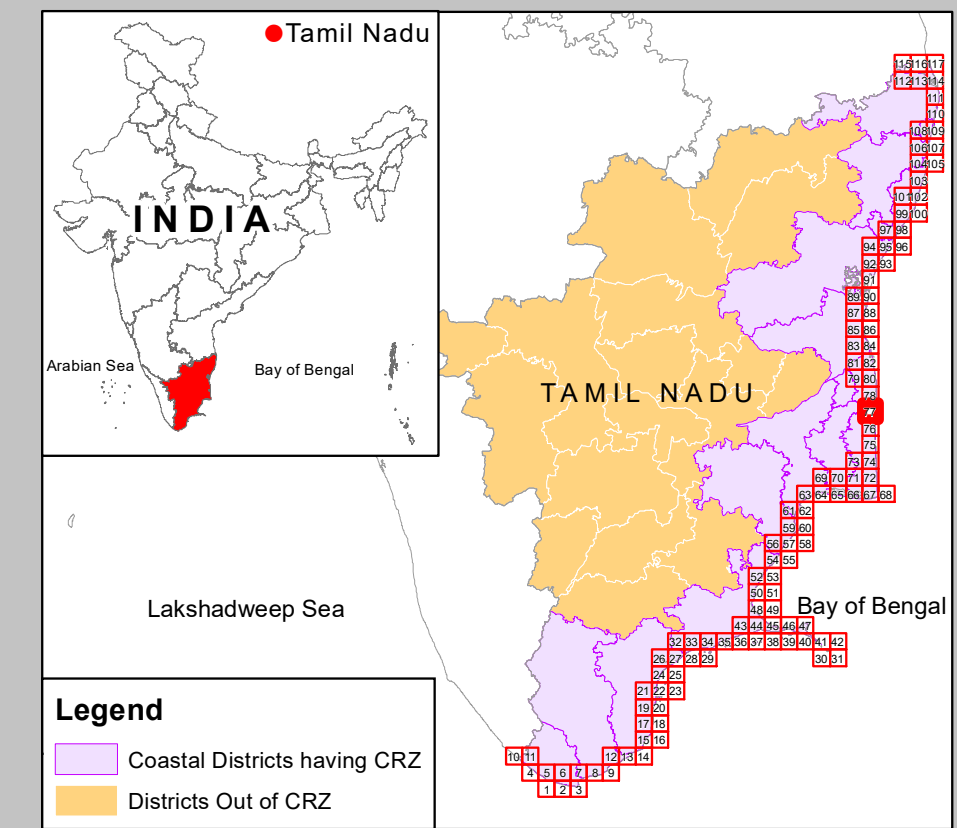 Tamil Nadu
INDIA
Arabian Sea
Bay of Bengal
TAMIL NADU
Lakshadweep Sea
Bay of Bengal
Legend
Coastal Districts having CRZ
Districts Out of CRZ
115 116 117
112 113 114
111
110
108 109
106 107
104 105
103
101 102
99 100
97 98
94 95 96
92 93
91
89 90
87 88
85 86
83 84
81 82
79 80
78
77
76
75
73 74
69 70 71 72
63 64 65 66 67 68
61 62
59 60
56 57 58
54 55
52 53
50 51
48 49
43 44 45 46 47
32 33 34 35 36 37 38 39 40 41 42
26 27 28 29 30 31
24 25
21 22 23
19 20
17 18
15 16
10 11 12 13 14
4 5 6 7 8 9
1 2 3